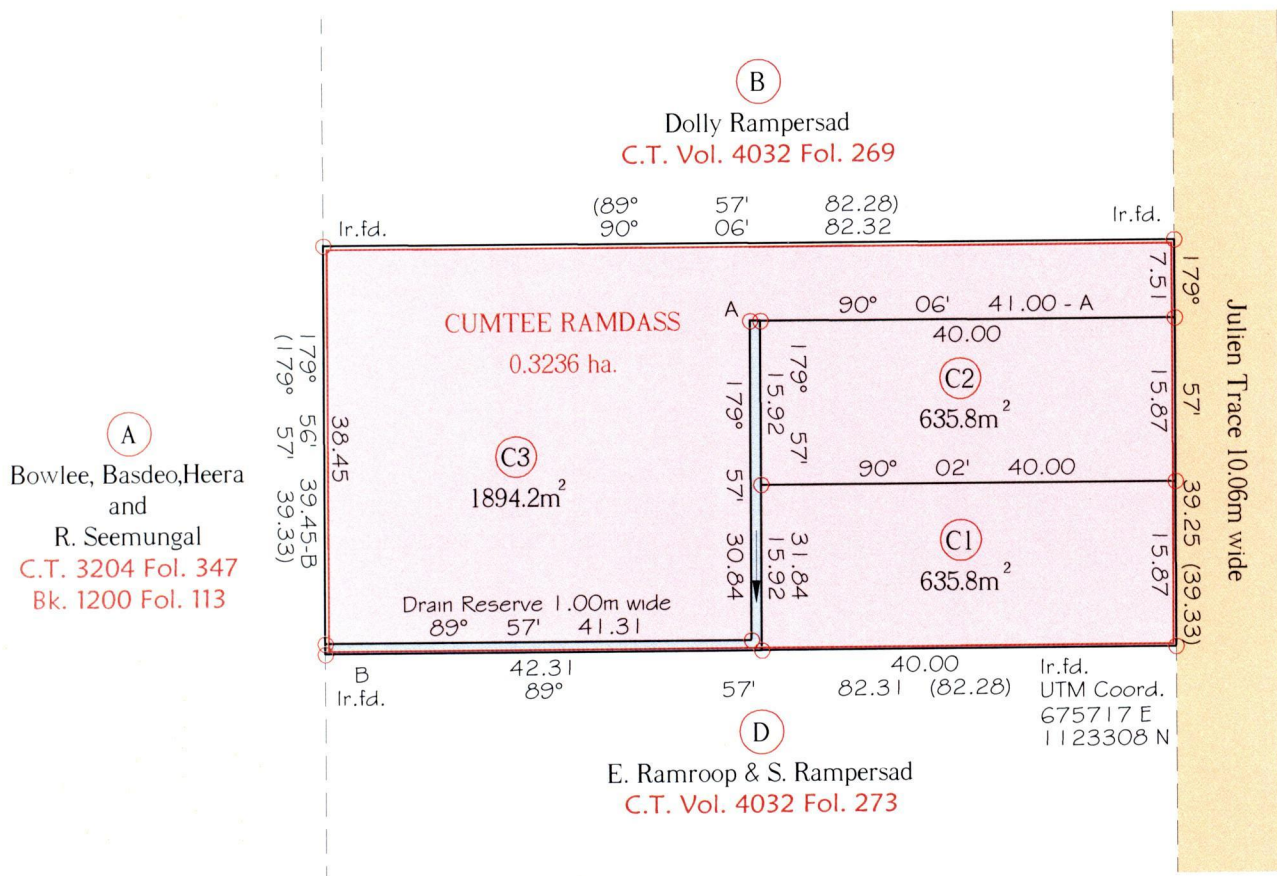 B
Dolly Rampersad
C.T. Vol. 4032 Fol. 269
(89° 57' 82.28)
90° 06' 82.32
Ir.fd.
Ir.fd.
179° 57' 39.25 (39.33)
7.51
15.87
15.87
Julien Trace 10.06m wide
CUMTEE RAMDASS
0.3236 ha.
A
90° 06' 41.00 - A
40.00
C2
635.8m²
179° 57' 31.84
15.92
15.92
179° 57' 30.84
90° 02' 40.00
C1
635.8m²
C3
1894.2m²
38.45
179° 56' 39.45-B
(179° 57' 39.33)
A
Bowlee, Basdeo,Heera
and
R. Seemungal
C.T. 3204 Fol. 347
Bk. 1200 Fol. 113
Drain Reserve 1.00m wide
89° 57' 41.31
B
Ir.fd.
42.31
40.00
89° 57' 82.31 (82.28)
Ir.fd.
UTM Coord.
675717 E
1123308 N
D
E. Ramroop & S. Rampersad
C.T. Vol. 4032 Fol. 273